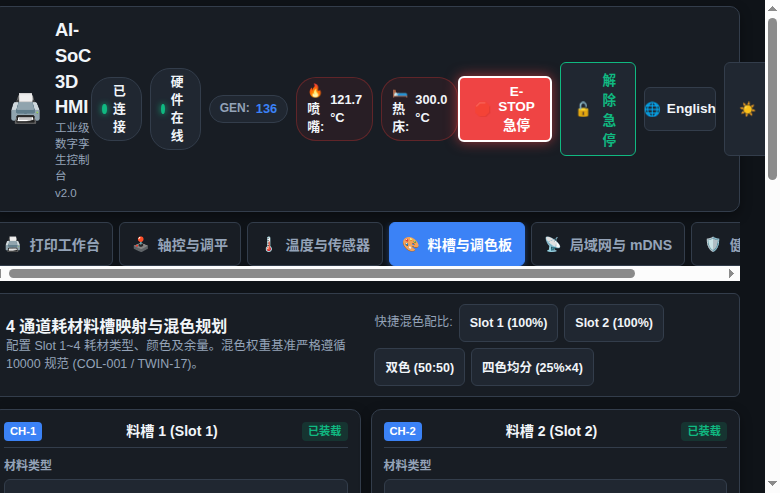 AI-
SoC
3D
HMI
工业级
数字孪
生控制
台
v2.0
已
连
接
硬
件
在
线
GEN: 136
🔥
喷
嘴:
121.7
°C
热
床:
300.0
°C
E-
STOP
急停
解
除
急
停
English
打印工作台
轴控与调平
温度与传感器
料槽与调色板
局域网与 mDNS
4 通道耗材料槽映射与混色规划
配置 Slot 1~4 耗材类型、颜色及余量。混色权重基准严格遵循
10000 规范 (COL-001 / TWIN-17)。
快捷混色配比:
Slot 1 (100%)
Slot 2 (100%)
双色 (50:50)
四色均分 (25%×4)
CH-1
料槽 1 (Slot 1)
已装载
材料类型
CH-2
料槽 2 (Slot 2)
已装载
材料类型